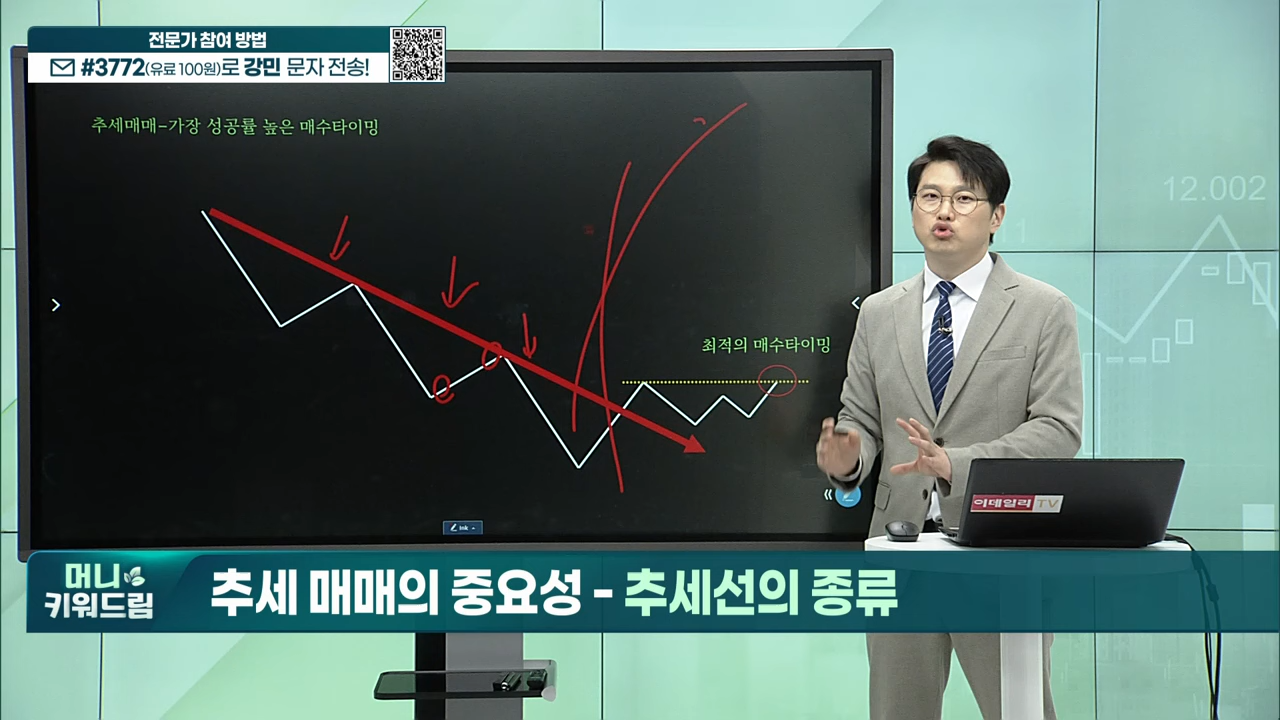 전문가 참여 방법
#3772(유료 100원)로 강민 문자 전송!
추세매매-가장 성공률 높은 매수타이밍
12.002
최적의 매수타이밍
Ink
이데일리 TV
머니
키워드림
추세 매매의 중요성 - 추세선의 종류